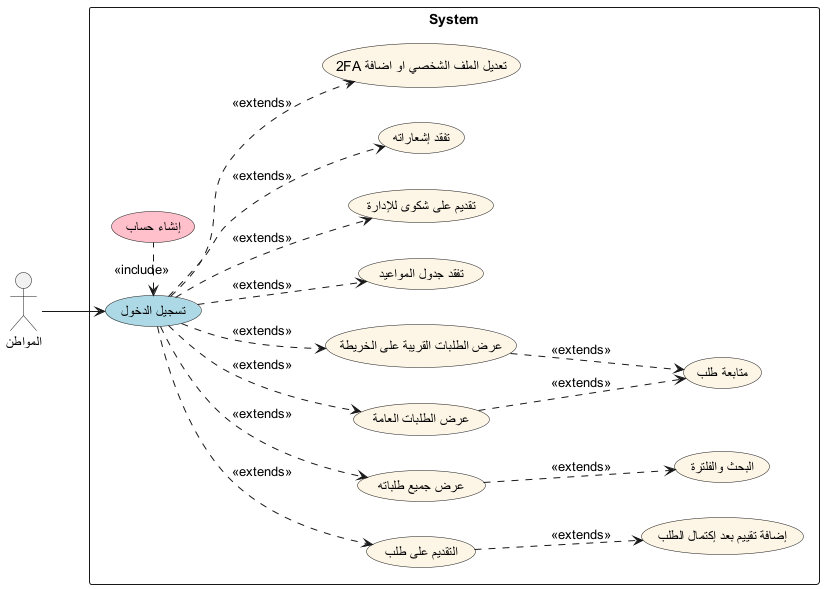 System
تعديل الملف الشخصي او اضافة 2FA
«extends»
تفقد إشعاراته
«extends»
تقديم على شكوى للإدارة
إنشاء حساب
«extends»
«include»
تفقد جدول المواعيد
«extends»
تسجيل الدخول
المواطن
«extends»
عرض الطلبات القريبة على الخريطة
«extends»
متابعة طلب
«extends»
«extends»
عرض الطلبات العامة
«extends»
البحث والفلترة
«extends»
عرض جميع طلباته
«extends»
إضافة تقييم بعد إكتمال الطلب
«extends»
التقديم على طلب